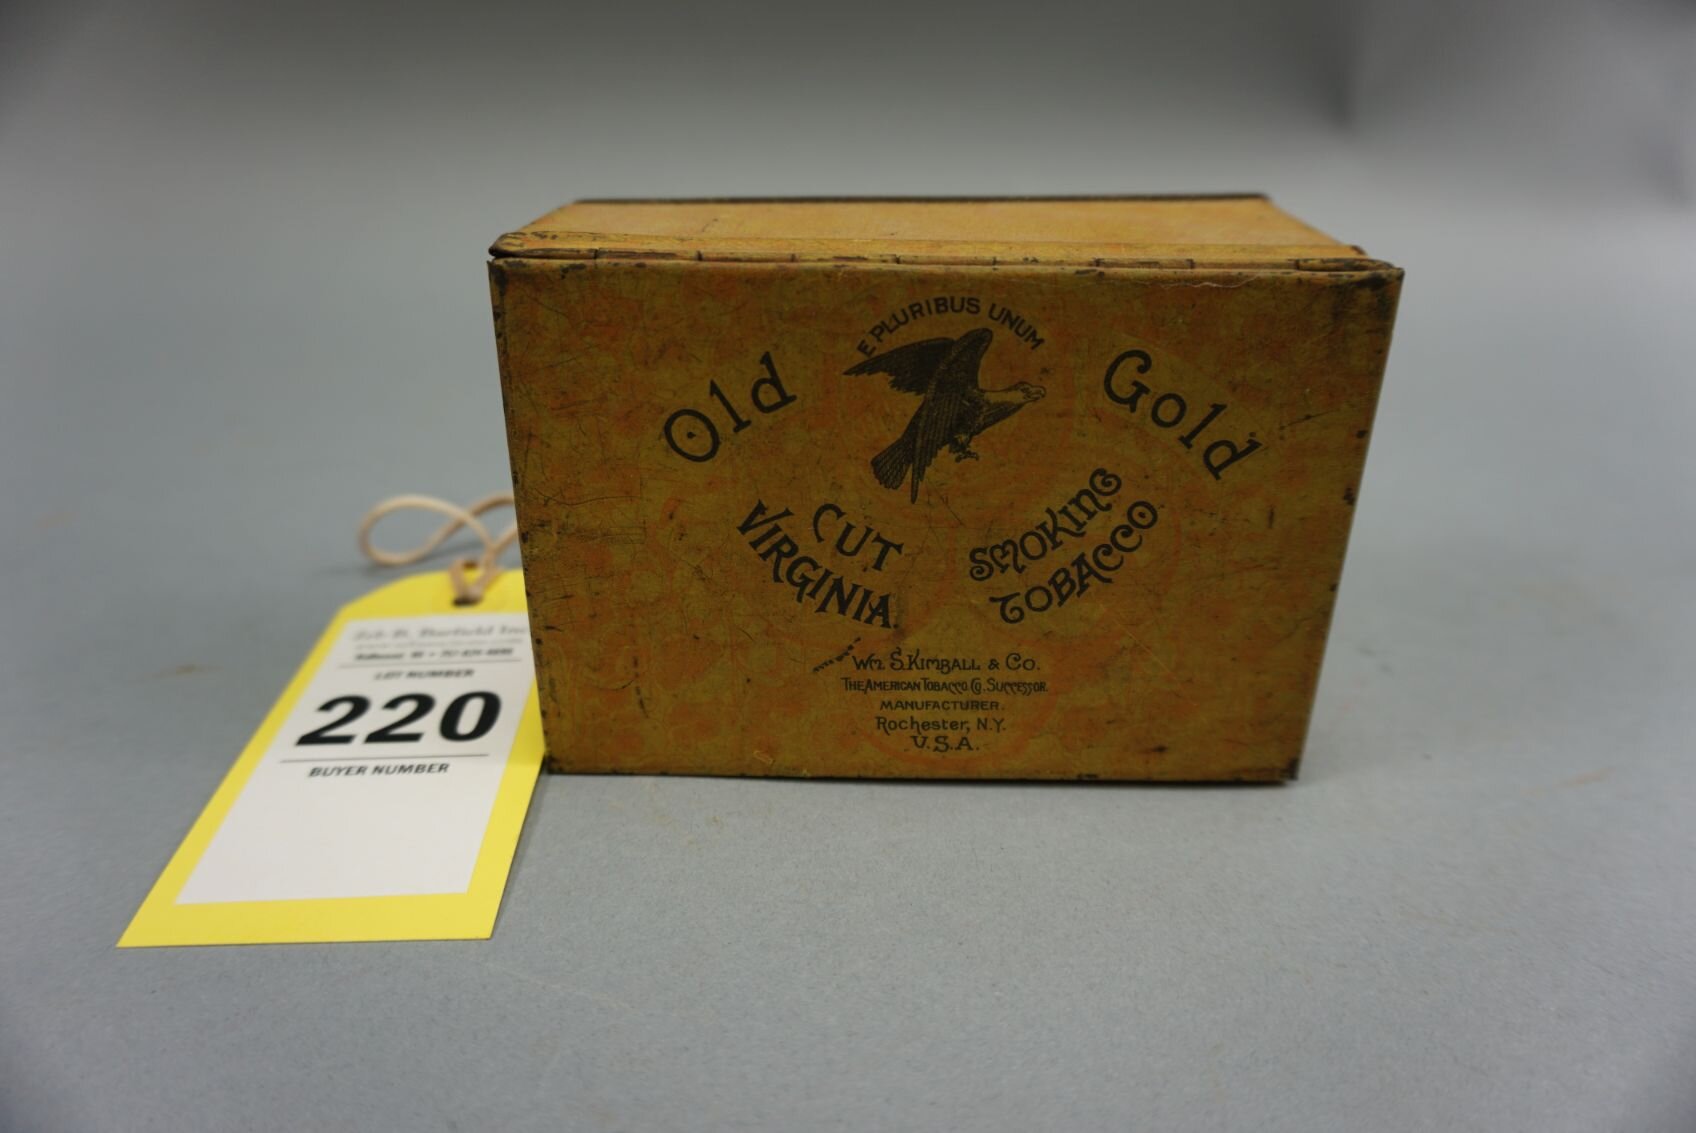 E PLURIBUS UNUM
Old Gold
CUT
VIRGINIA.
SMOKING
TOBACCO
WM S. KIMBALL & CO.
THE AMERICAN TOBACCO CO. SUCCESSOR.
MANUFACTURER.
Rochester, N.Y.
U.S.A.
LOT NUMBER
220
BUYER NUMBER